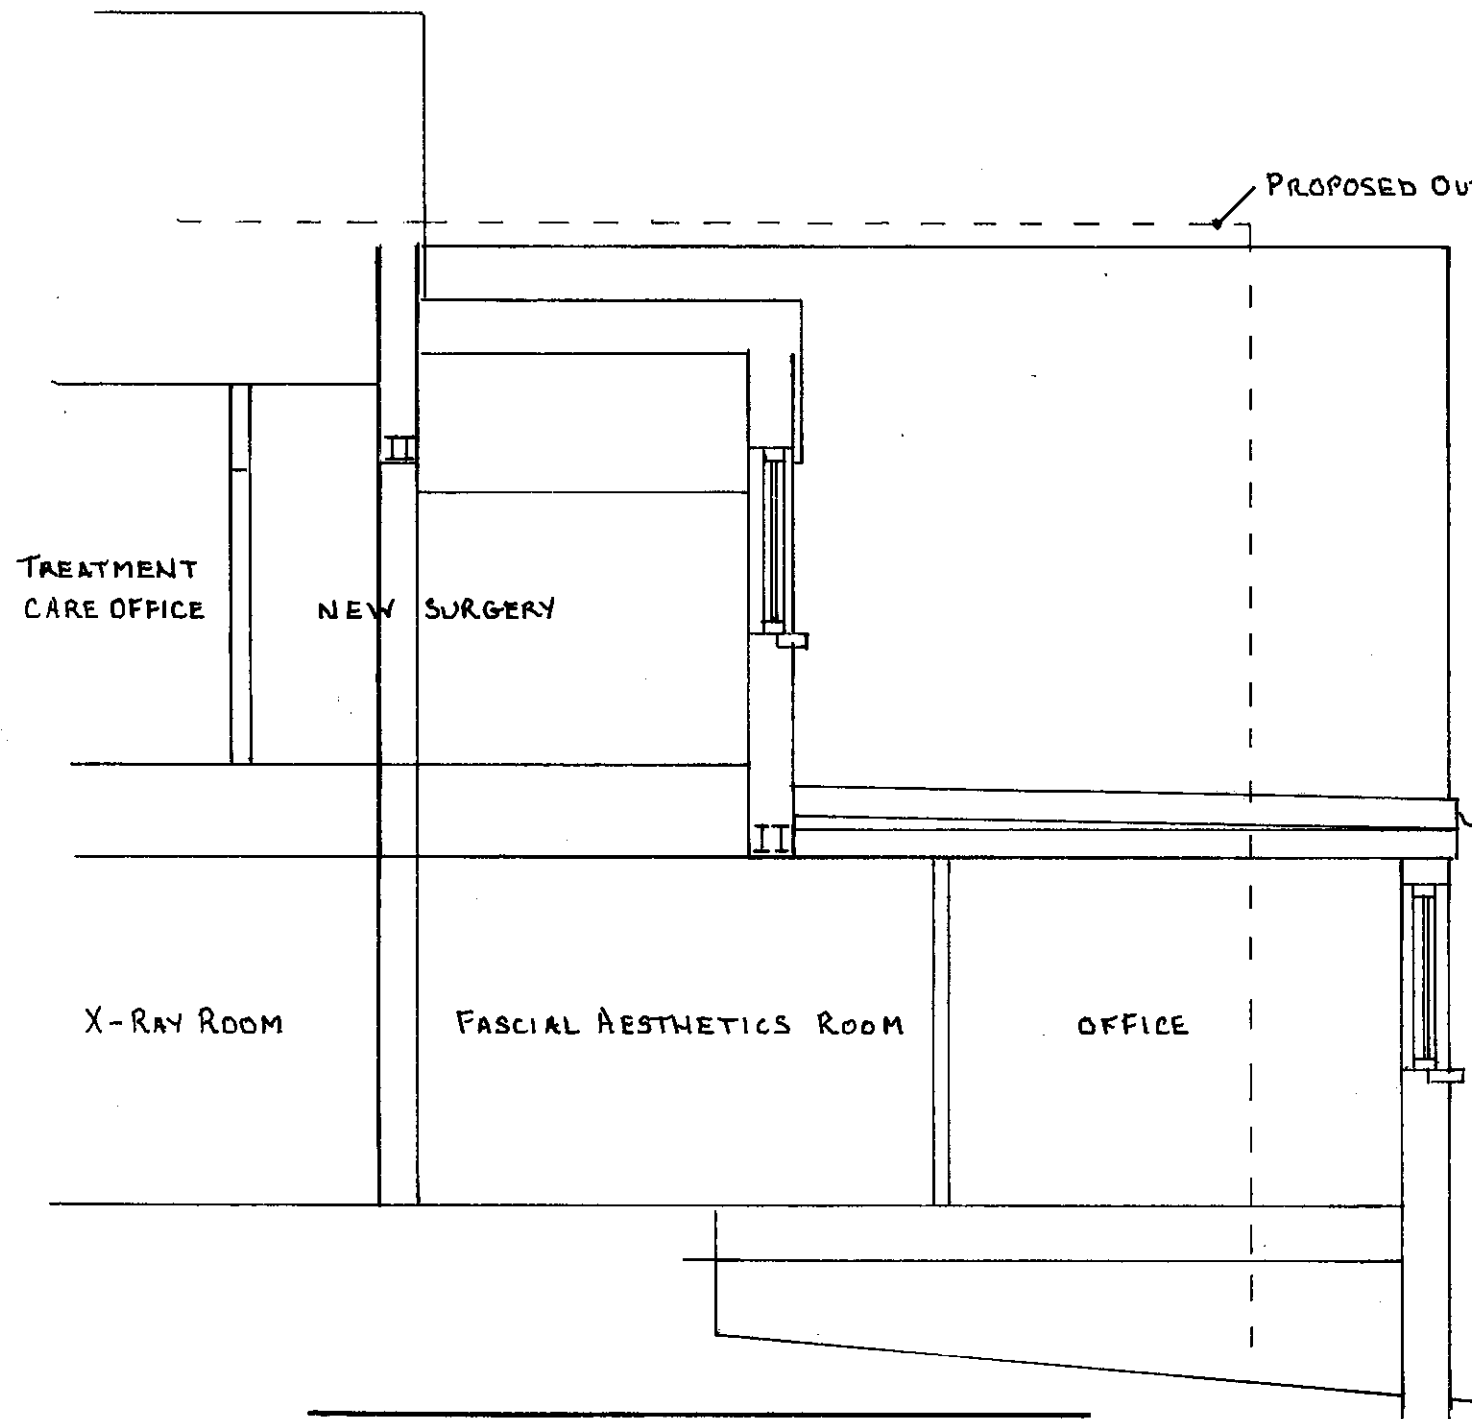 PROPOSED OU
TREATMENT
CARE OFFICE
NEW SURGERY
X-RAY ROOM
FASCIAL AESTHETICS ROOM
OFFICE